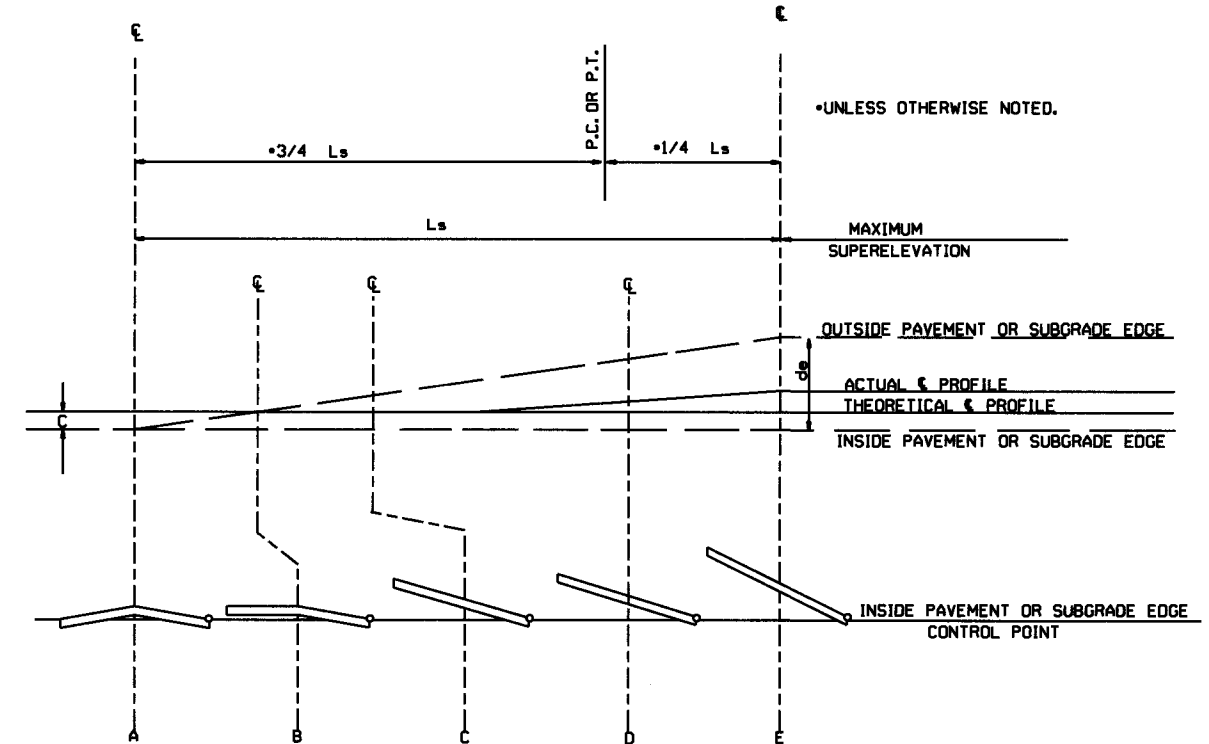 ℄
℄
P.C. OR P.T.
•UNLESS OTHERWISE NOTED.
•3/4 Ls
•1/4 Ls
Ls
MAXIMUM
SUPERELEVATION
℄
℄
℄
OUTSIDE PAVEMENT OR SUBGRADE EDGE
de
ACTUAL ℄ PROFILE
THEORETICAL ℄ PROFILE
C
INSIDE PAVEMENT OR SUBGRADE EDGE
INSIDE PAVEMENT OR SUBGRADE EDGE
CONTROL POINT
A
B
C
D
E